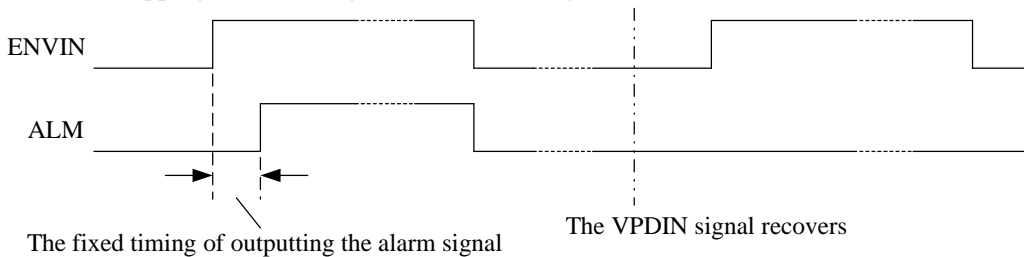 ENVIN
ALM
The VPDIN signal recovers
The fixed timing of outputting the alarm signal